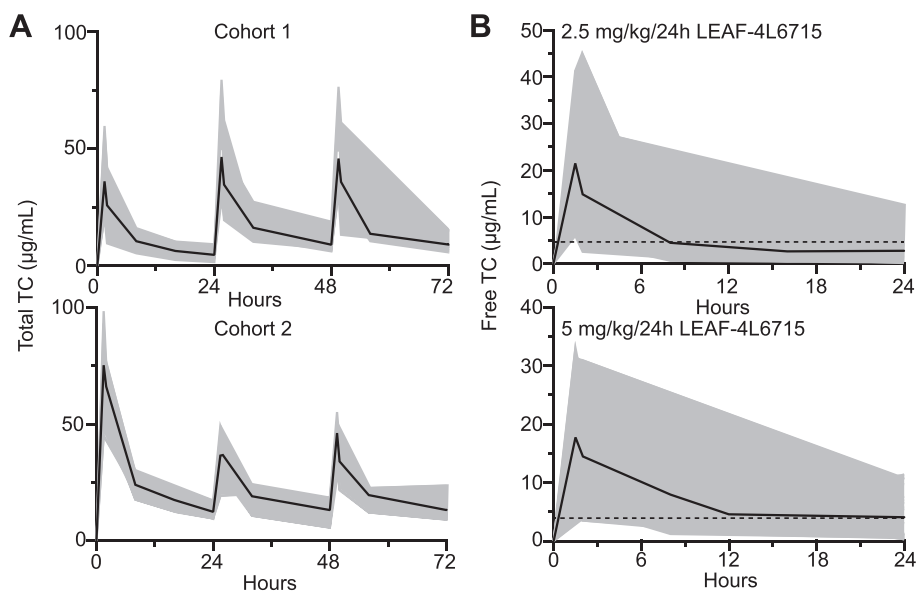 A
Total TC (µg/mL)
Cohort 1
100
50
0
0 24 48 72
Hours
Cohort 2
100
50
0
0 24 48 72
Hours
B
Free TC (µg/mL)
2.5 mg/kg/24h LEAF-4L6715
50
40
30
20
10
0
0 6 12 18 24
Hours
5 mg/kg/24h LEAF-4L6715
40
30
20
10
0
0 6 12 18 24
Hours